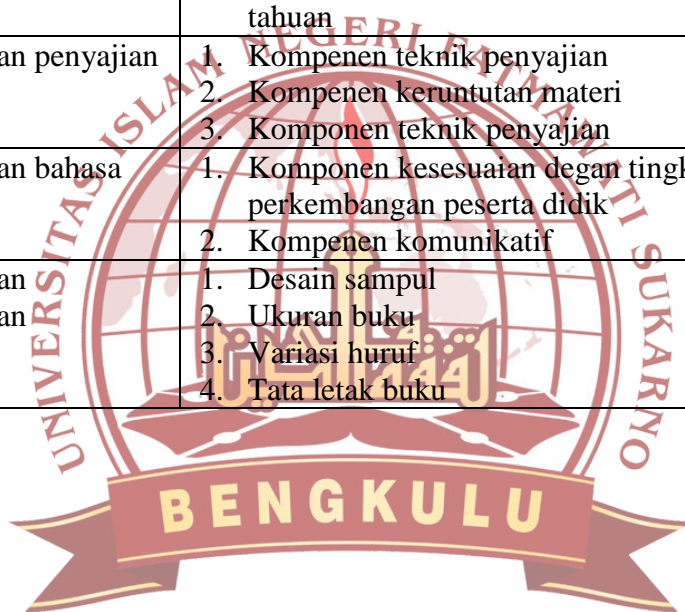 tahuan
an penyajian 1. Kompenen teknik penyajian
2. Kompenen keruntutan materi
3. Komponen teknik penyajian
an bahasa 1. Komponen kesesuaian degan tingk
perkembangan peserta didik
2. Kompenen komunikatif
an 1. Desain sampul
an 2. Ukuran buku
3. Variasi huruf
4. Tata letak buku
UNIVERSITAS ISLAM NEGERI FATMAWATI SUKARNO
BENGKULU